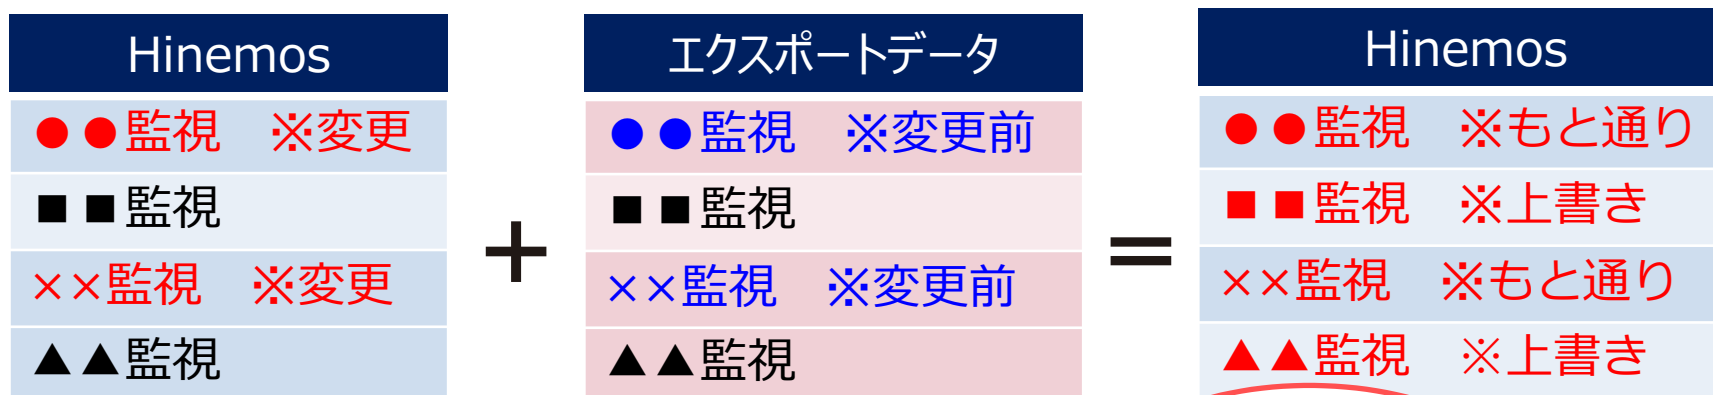 Hinemos
●●監視　※変更
■■監視
××監視　※変更
▲▲監視
+
エクスポートデータ
●●監視　※変更前
■■監視
××監視　※変更前
▲▲監視
=
Hinemos
●●監視　※もと通り
■■監視　※上書き
××監視　※もと通り
▲▲監視　※上書き